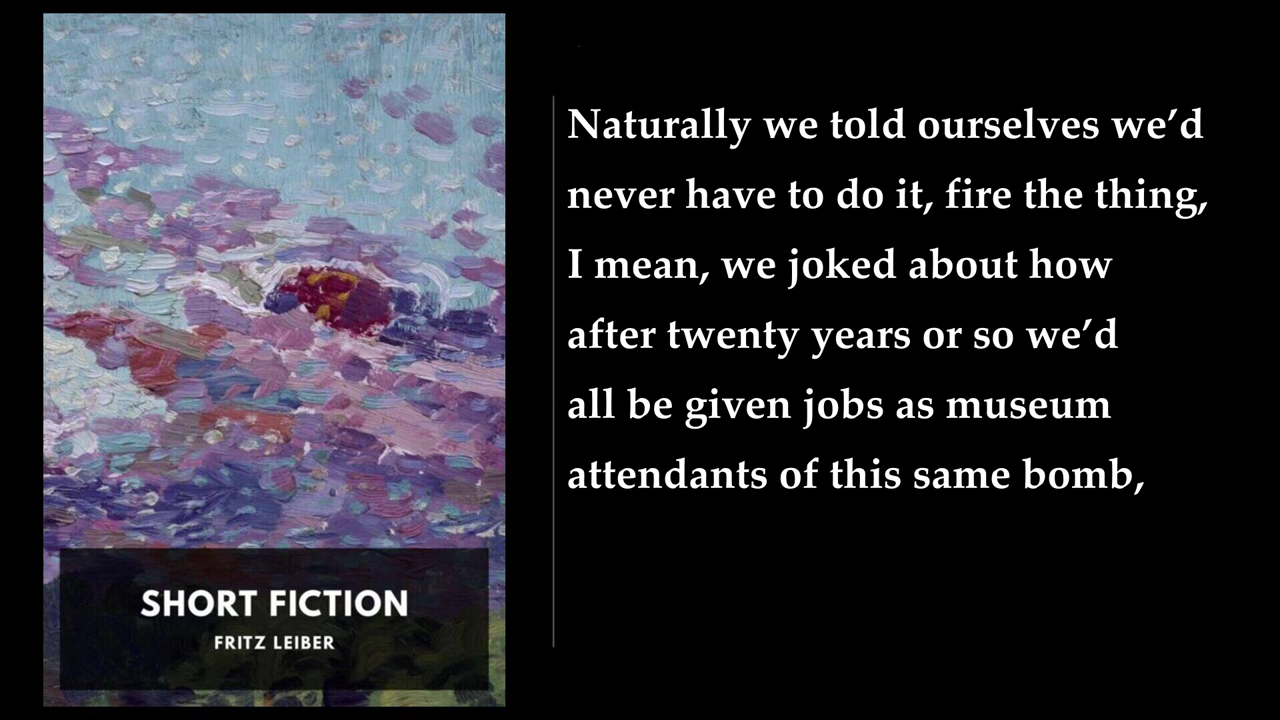 SHORT FICTION
FRITZ LEIBER
Naturally we told ourselves we’d
never have to do it, fire the thing,
I mean, we joked about how
after twenty years or so we’d
all be given jobs as museum
attendants of this same bomb,